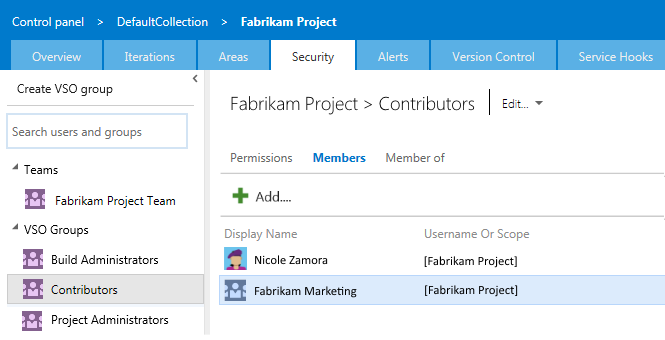 Control panel > DefaultCollection > Fabrikam Project
Overview Iterations Areas Security Alerts Version Control Service Hooks
Create VSO group
Search users and groups
Teams
Fabrikam Project Team
VSO Groups
Build Administrators
Contributors
Project Administrators
Fabrikam Project > Contributors Edit...
Permissions Members Member of
Add....
Display Name Username Or Scope
Nicole Zamora [Fabrikam Project]
Fabrikam Marketing [Fabrikam Project]